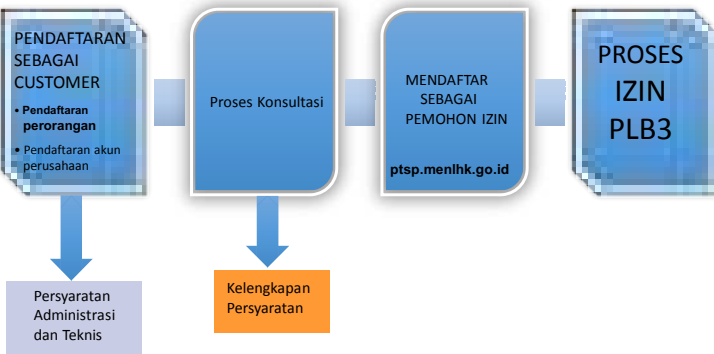 PENDAFTARAN
SEBAGAI
CUSTOMER
• Pendaftaran
perorangan
• Pendaftaran akun
perusahaan
Proses Konsultasi
MENDAFTAR
SEBAGAI
PEMOHON IZIN
ptsp.menlhk.go.id
PROSES
IZIN
PLB3
Persyaratan
Administrasi
dan Teknis
Kelengkapan
Persyaratan